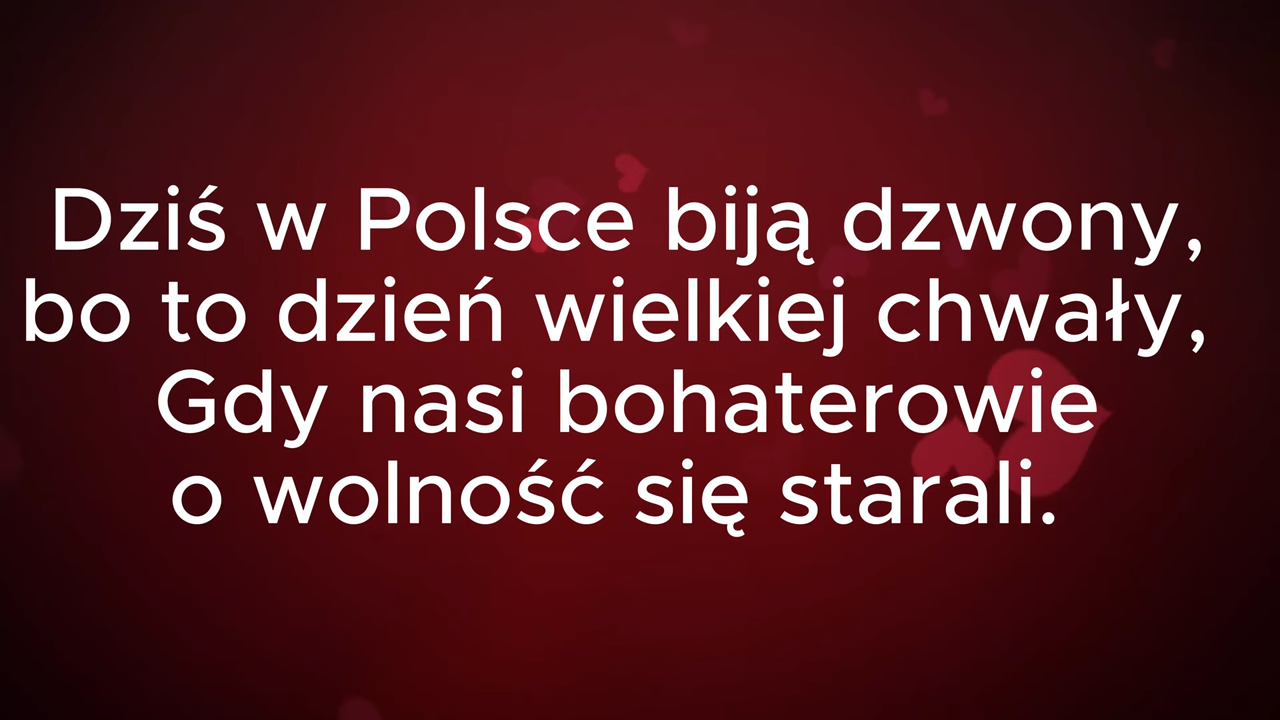 Dziś w Polsce biją dzwony,
bo to dzień wielkiej chwały,
Gdy nasi bohaterowie
o wolność się starali.